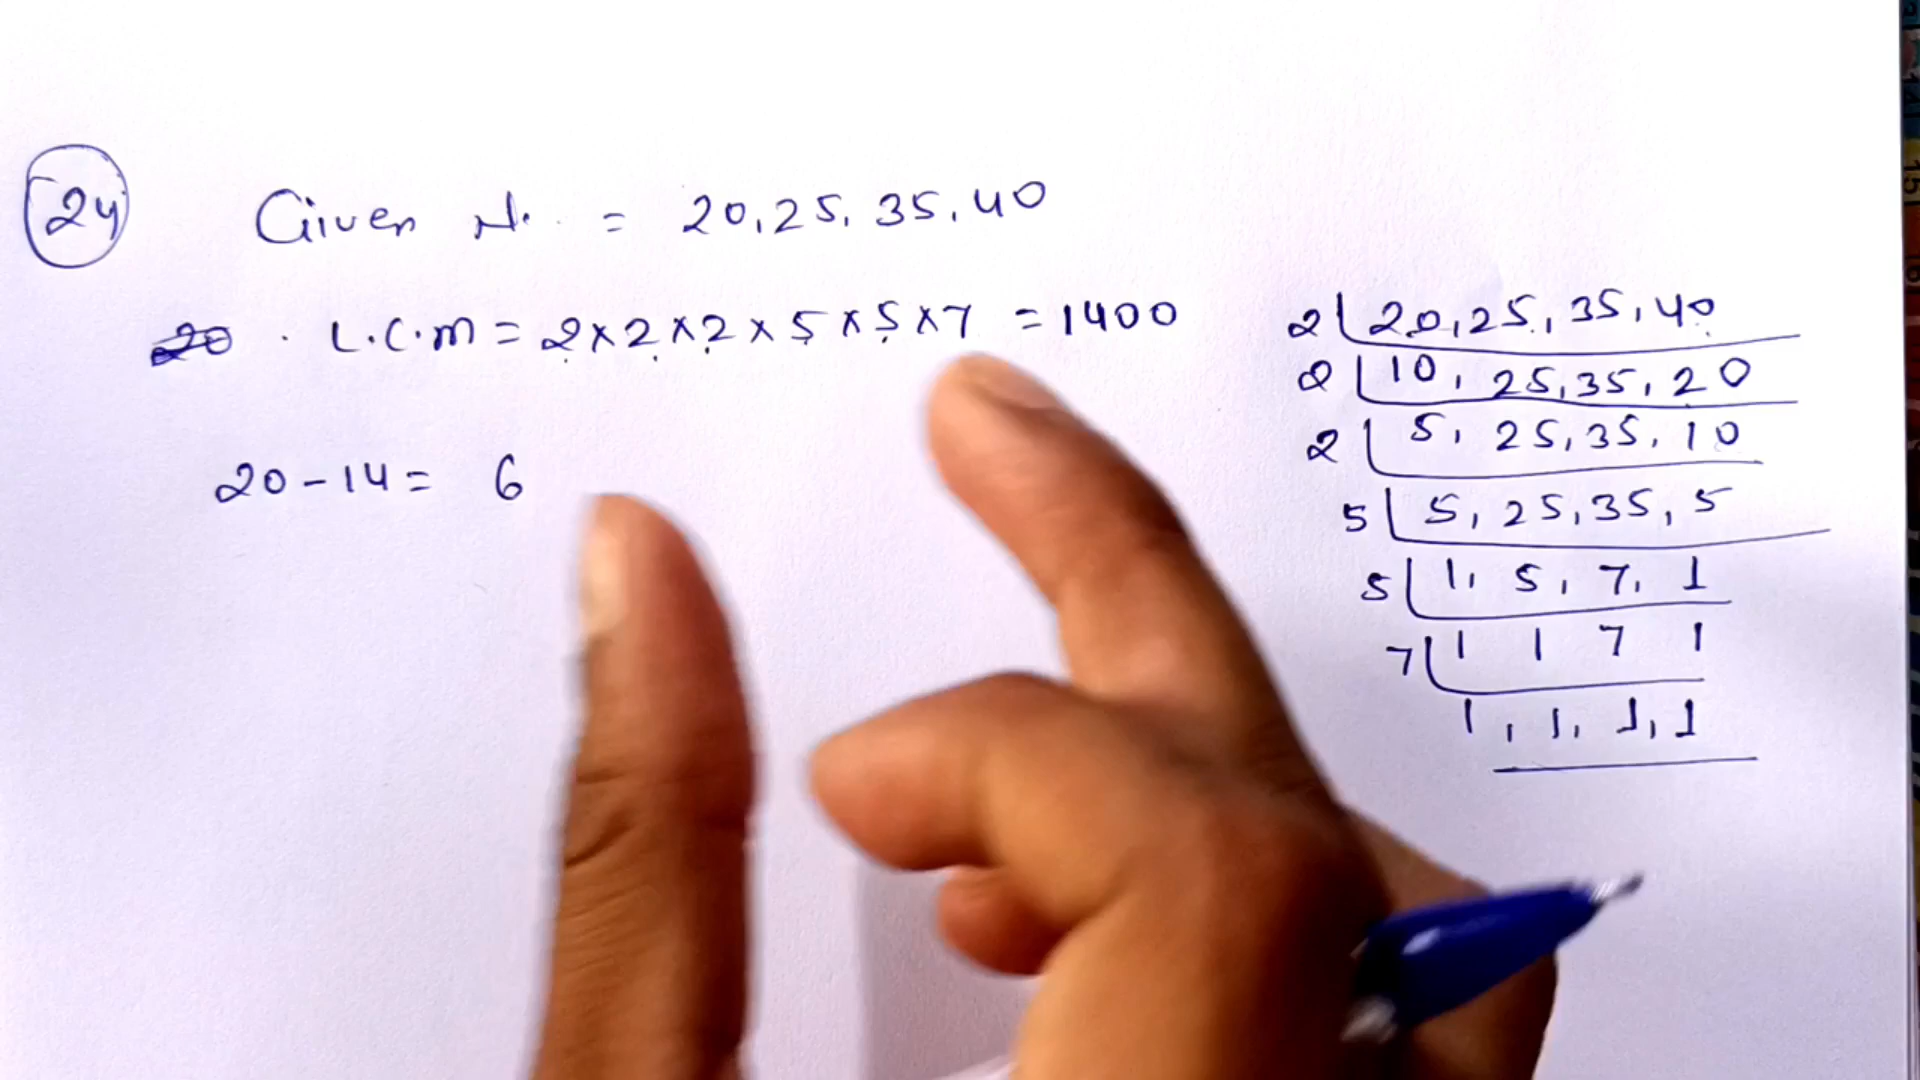 24 Given N. = 20,25,35,40
20 . L.C.M = 2×2×2×5×5×7 = 1400
20-14= 6
2 20,25,35,40
2 10,25,35,20
2 5,25,35,10
5 5,25,35,5
5 1,5,7,1
7 1 1 7 1
1,1,1,1